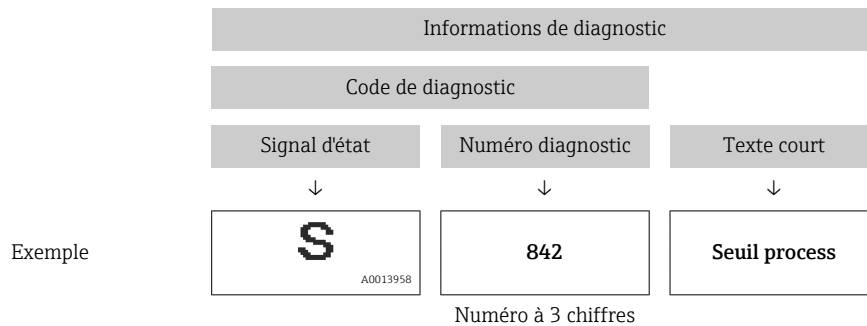 Informations de diagnostic
Code de diagnostic
Signal d'état Numéro diagnostic Texte court
↓ ↓ ↓
Exemple S 842 Seuil process
A0013958
Numéro à 3 chiffres